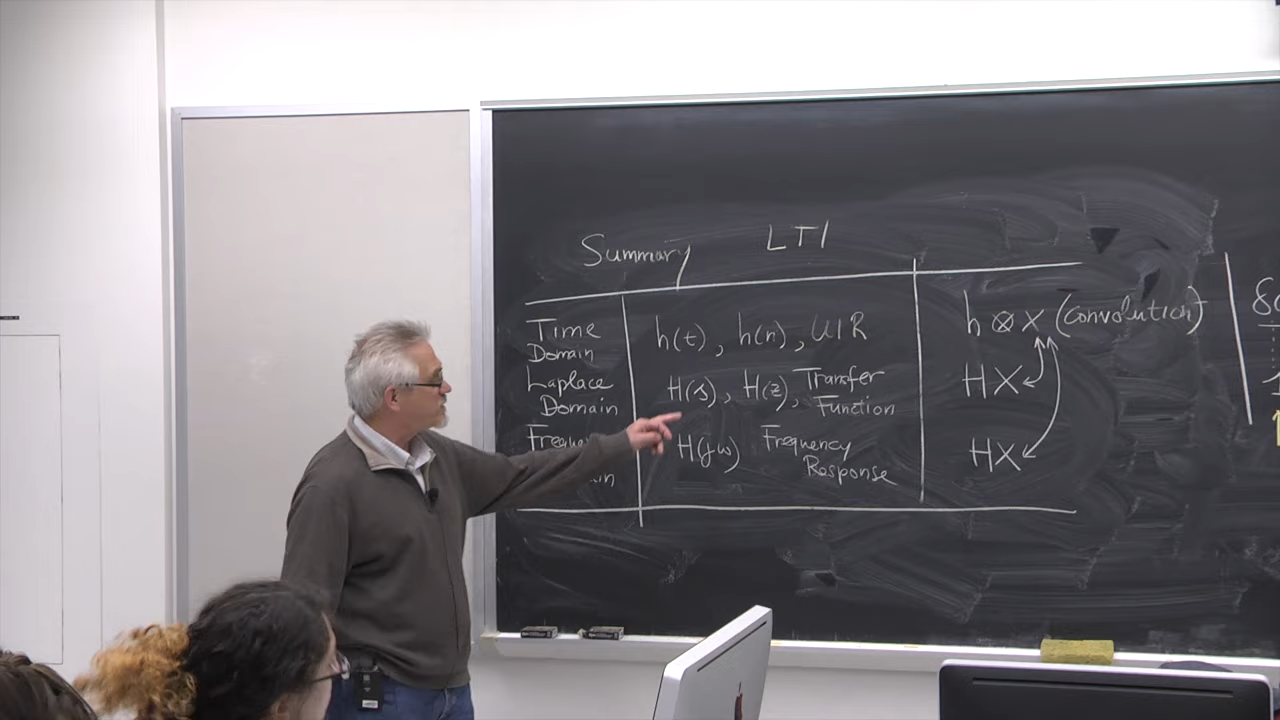 Summary LTI
Time Domain h(t), h(n), UIR h ⊗ X (convolution)
Laplace Domain H(s), H(z), Transfer Function HX
H(jω) Frequency Response HX